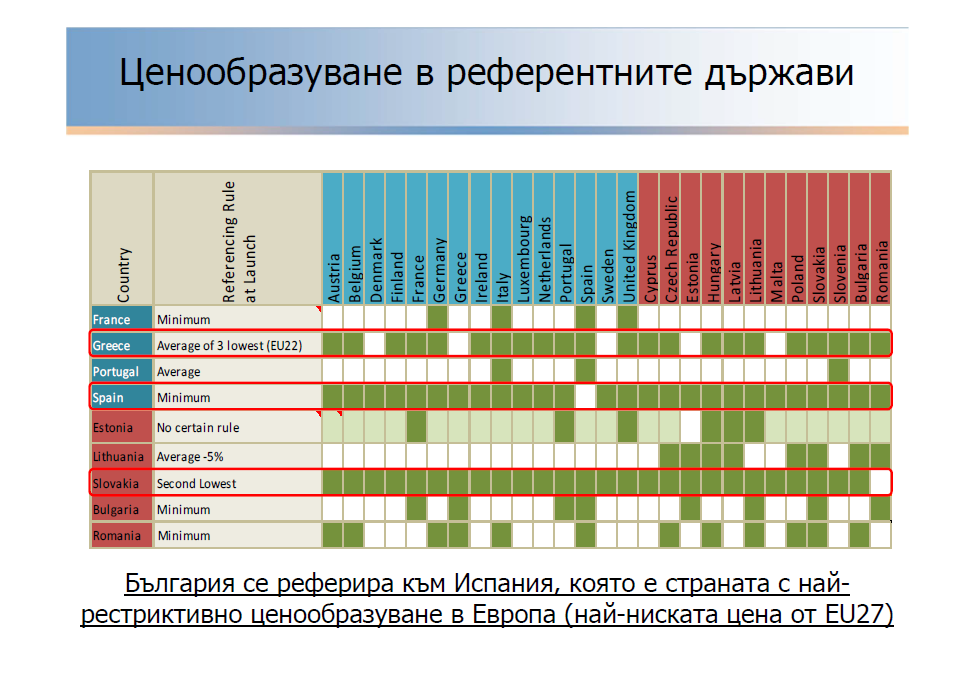 Ценообразуване в референтните държави
Country
Referencing Rule
at Launch
Austria
Belgium
Denmark
Finland
France
Germany
Greece
Ireland
Italy
Luxembourg
Netherlands
Portugal
Spain
Sweden
United Kingdom
Cyprus
Czech Republic
Estonia
Hungary
Latvia
Lithuania
Malta
Poland
Slovakia
Slovenia
Bulgaria
Romania
France Minimum
Greece Average of 3 lowest (EU22)
Portugal Average
Spain Minimum
Estonia No certain rule
Lithuania Average -5%
Slovakia Second Lowest
Bulgaria Minimum
Romania Minimum
България се реферира към Испания, която е страната с най-
рестриктивно ценообразуване в Европа (най-ниската цена от EU27)